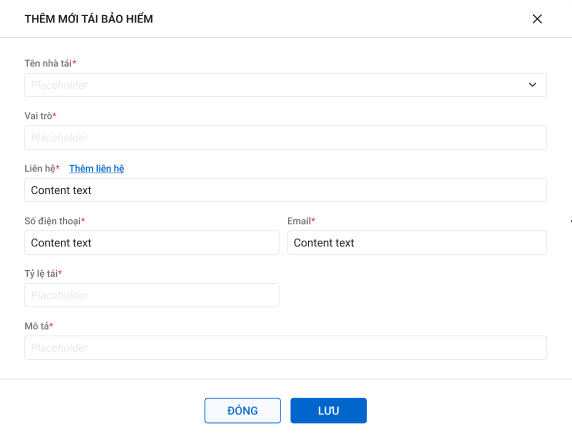 THÊM MỚI TÁI BẢO HIỂM
Tên nhà tái*
Placeholder
Vai trò*
Placeholder
Liên hệ* Thêm liên hệ
Content text
Số điện thoại* Email*
Content text Content text
Tỷ lệ tái*
Placeholder
Mô tả*
Placeholder
ĐÓNG LƯU